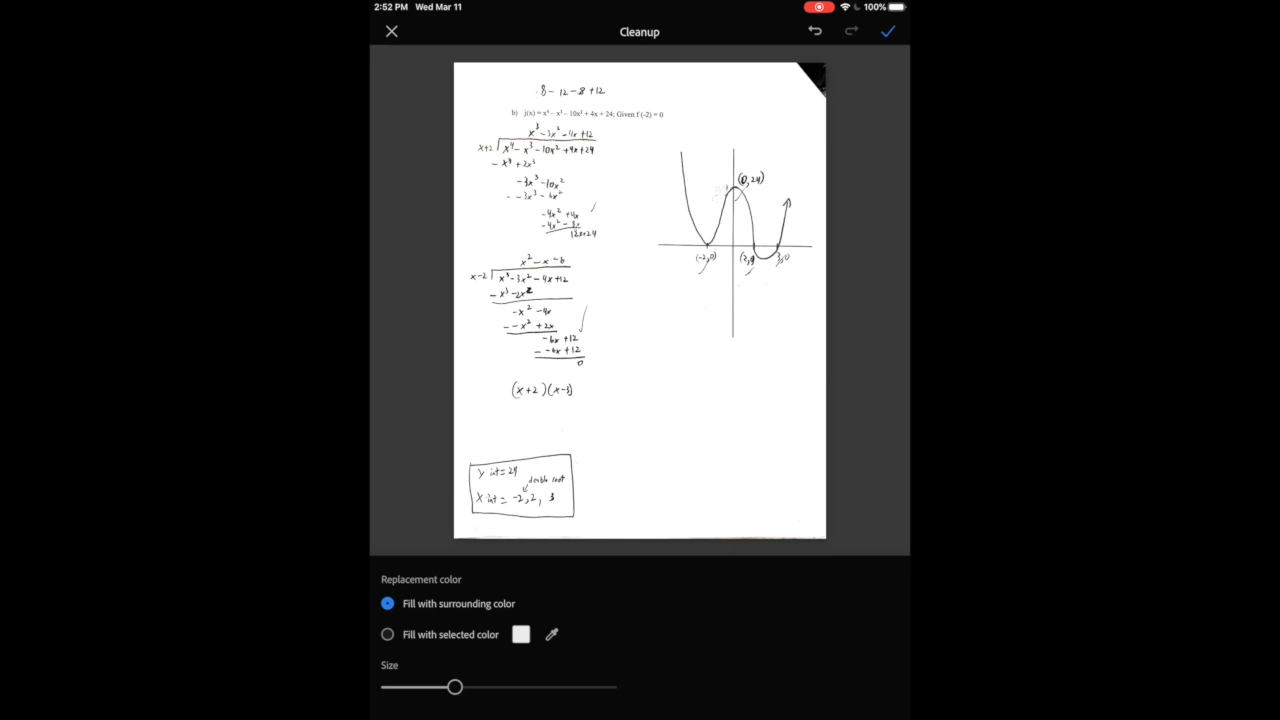 2:52 PM Wed Mar 11
100%
Cleanup
8 - 12 - 8 + 12
b) j(x) = x⁴ – x³ – 10x² + 4x + 24; Given f (-2) = 0
x³ - 3x² - 4x + 12
x+2 x⁴ - x³ - 10x² + 4x + 24
- x⁴ + 2x³
-3x³ - 10x²
- -3x³ - 6x²
-4x² + 4x
-4x² - 8x
12x + 24
x² - x - 6
x-2 x³ - 3x² - 4x + 12
- x³ - 2x²
-x² - 4x
- -x² + 2x
-6x + 12
- -6x + 12
0
(x+2)(x-3)
y int = 24
double root
x int = -2, 2, 3
(0, 24)
(-2, 0)
(2, 0)
3, 0)
Replacement color
Fill with surrounding color
Fill with selected color
Size